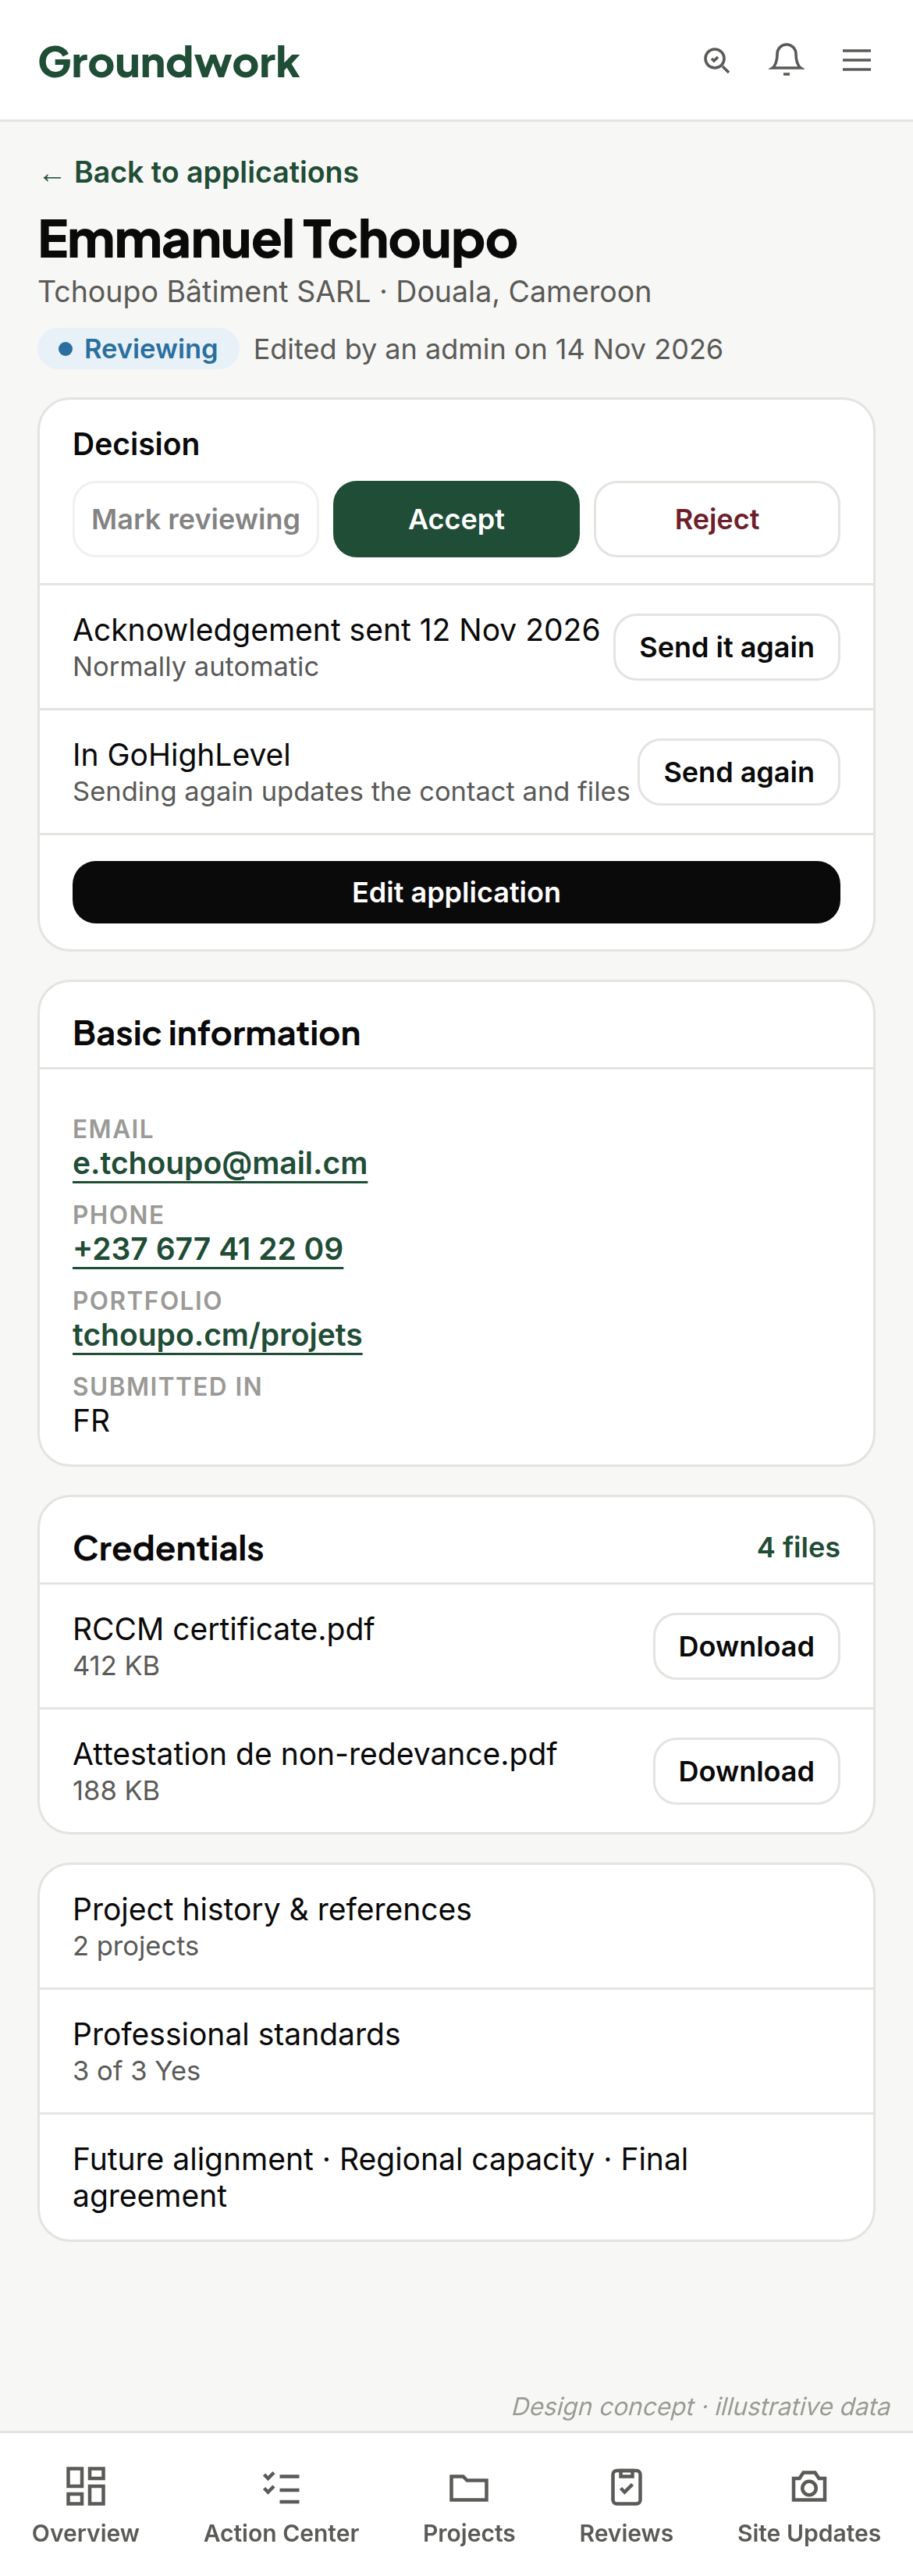 Groundwork
← Back to applications
Emmanuel Tchoupo
Tchoupo Bâtiment SARL · Douala, Cameroon
Reviewing Edited by an admin on 14 Nov 2026
Decision
Mark reviewing Accept Reject
Acknowledgement sent 12 Nov 2026
Normally automatic
Send it again
In GoHighLevel
Sending again updates the contact and files
Send again
Edit application
Basic information
EMAIL
e.tchoupo@mail.cm
PHONE
+237 677 41 22 09
PORTFOLIO
tchoupo.cm/projets
SUBMITTED IN
FR
Credentials 4 files
RCCM certificate.pdf
412 KB
Download
Attestation de non-redevance.pdf
188 KB
Download
Project history & references
2 projects
Professional standards
3 of 3 Yes
Future alignment · Regional capacity · Final
agreement
Design concept · illustrative data
Overview Action Center Projects Reviews Site Updates